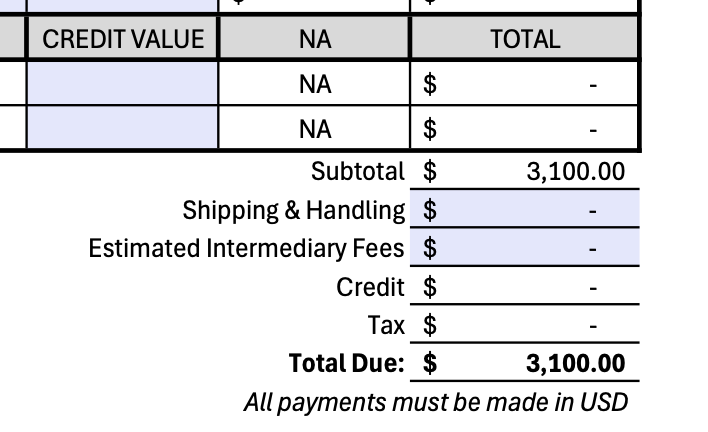 $ $
CREDIT VALUE NA TOTAL
NA $ -
NA $ -
Subtotal $ 3,100.00
Shipping & Handling $ -
Estimated Intermediary Fees $ -
Credit $ -
Tax $ -
Total Due: $ 3,100.00
All payments must be made in USD